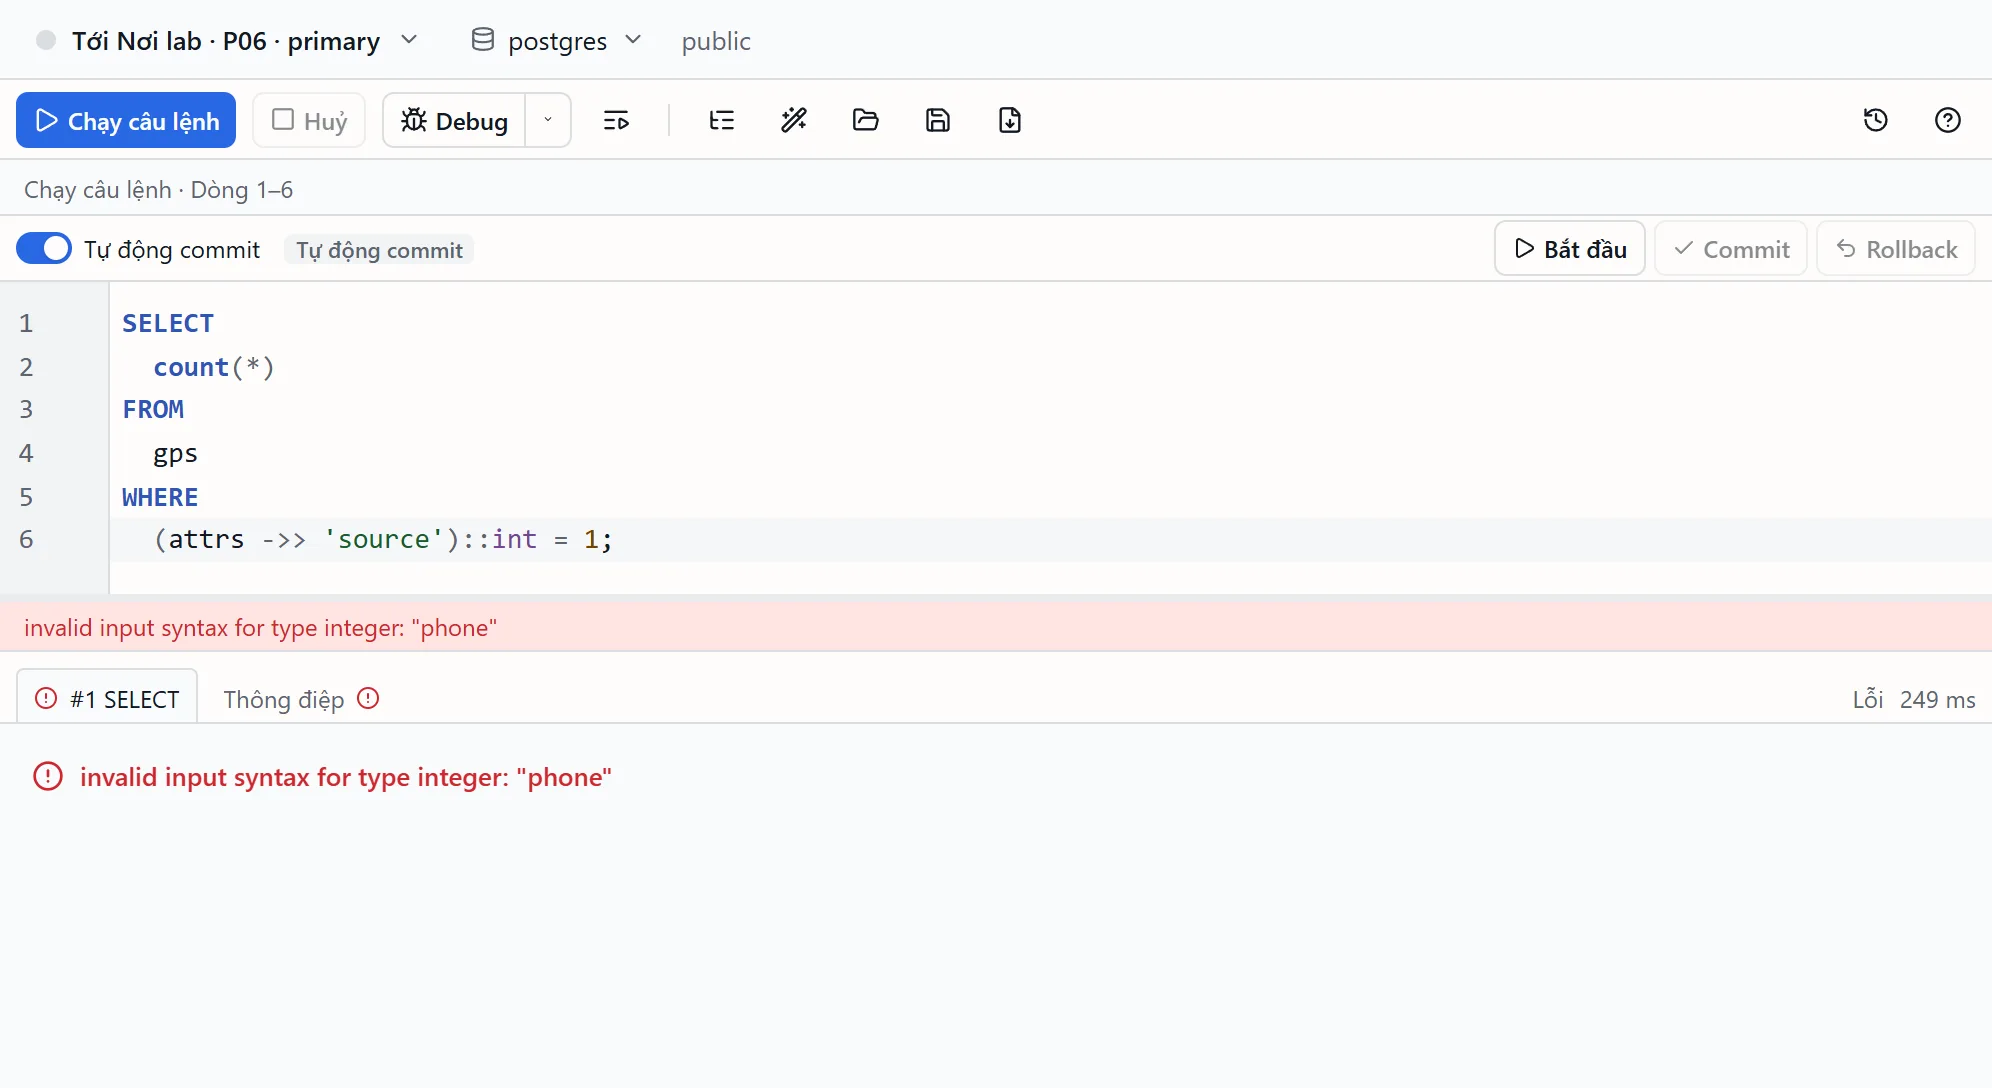 Tới Nơi lab · P06 · primary postgres public
Chạy câu lệnh Huỷ Debug
Chạy câu lệnh · Dòng 1–6
Tự động commit Tự động commit Bắt đầu Commit Rollback
1 SELECT
2 count(*)
3 FROM
4 gps
5 WHERE
6 (attrs ->> 'source')::int = 1;
invalid input syntax for type integer: "phone"
#1 SELECT Thông điệp Lỗi 249 ms
invalid input syntax for type integer: "phone"